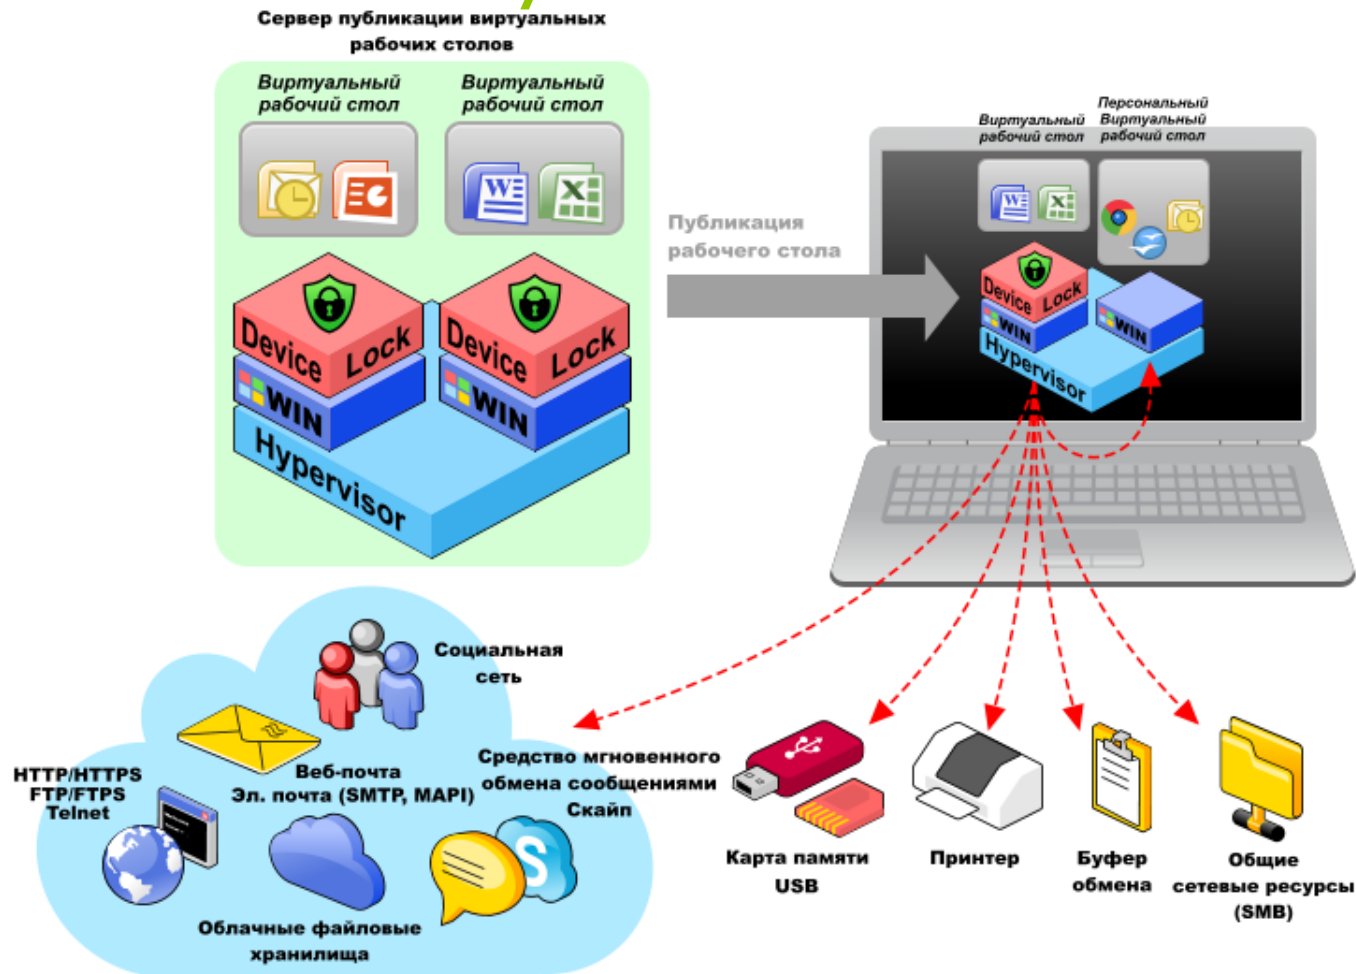 Сервер публикации виртуальных
рабочих столов
Виртуальный
рабочий стол
Виртуальный
рабочий стол
Device Lock
WIN
Device Lock
WIN
Hypervisor
Публикация
рабочего стола
Виртуальный
рабочий стол
Персональный
Виртуальный
рабочий стол
W
X
Device Lock
WIN
WIN
Hypervisor
Социальная
сеть
Веб-почта
Эл. почта (SMTP, MAPI)
HTTP/HTTPS
FTP/FTPS
Telnet
Средство мгновенного
обмена сообщениями
Скайп
S
Облачные файловые
хранилища
Карта памяти
USB
Принтер
Буфер
обмена
Общие
сетевые ресурсы
(SMB)